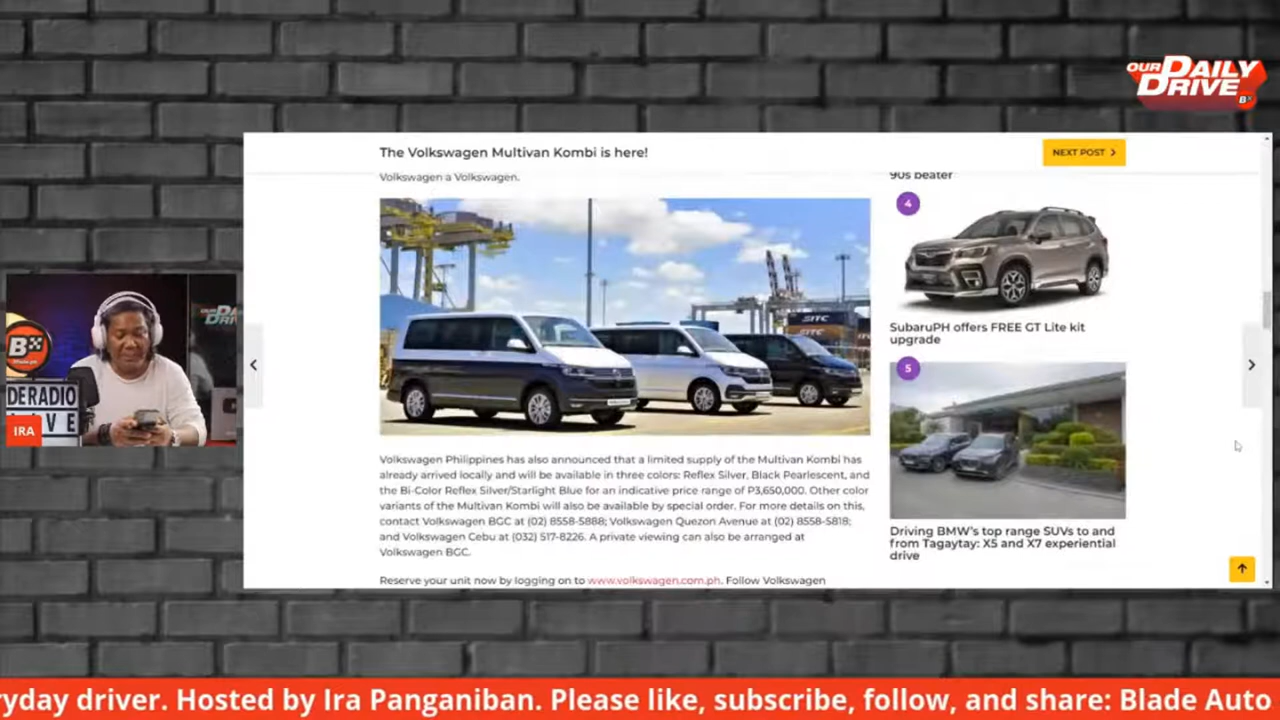 OUR DAILY
DRIVE
The Volkswagen Multivan Kombi is here!
NEXT POST
Volkswagen a Volkswagen.
SITC
SITC
Volkswagen Philippines has also announced that a limited supply of the Multivan Kombi has
already arrived locally and will be available in three colors: Reflex Silver, Black Pearlescent, and
the Bi-Color Reflex Silver/Starlight Blue for an indicative price range of P3,650,000. Other color
variants of the Multivan Kombi will also be available by special order. For more details on this,
contact Volkswagen BGC at (02) 8558-5888; Volkswagen Quezon Avenue at (02) 8558-5818;
and Volkswagen Cebu at (032) 517-8226. A private viewing can also be arranged at
Volkswagen BGC.
Reserve your unit now by logging on to www.volkswagen.com.ph. Follow Volkswagen
90s beater
4
SubaruPH offers FREE GT Lite kit
upgrade
5
Driving BMW's top range SUVs to and
from Tagaytay: X5 and X7 experiential
drive
OUR D
DRIV
B
DERADIO
IVE
IRA
ryday driver. Hosted by Ira Panganiban. Please like, subscribe, follow, and share: Blade Auto